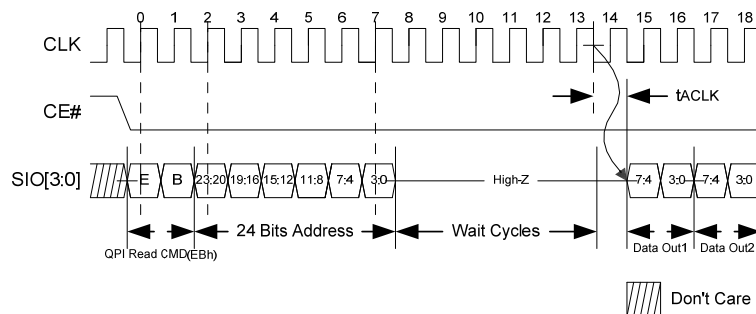 0 1 2 3 4 5 6 7 8 9 10 11 12 13 14 15 16 17 18
CLK
tACLK
CE#
SIO[3:0]
E B 23:20 19:16 15:12 11:8 7:4 3:0 High-Z 7:4 3:0 7:4 3:0
24 Bits Address Wait Cycles
QPI Read CMD(EBh) Data Out1 Data Out2
Don't Care